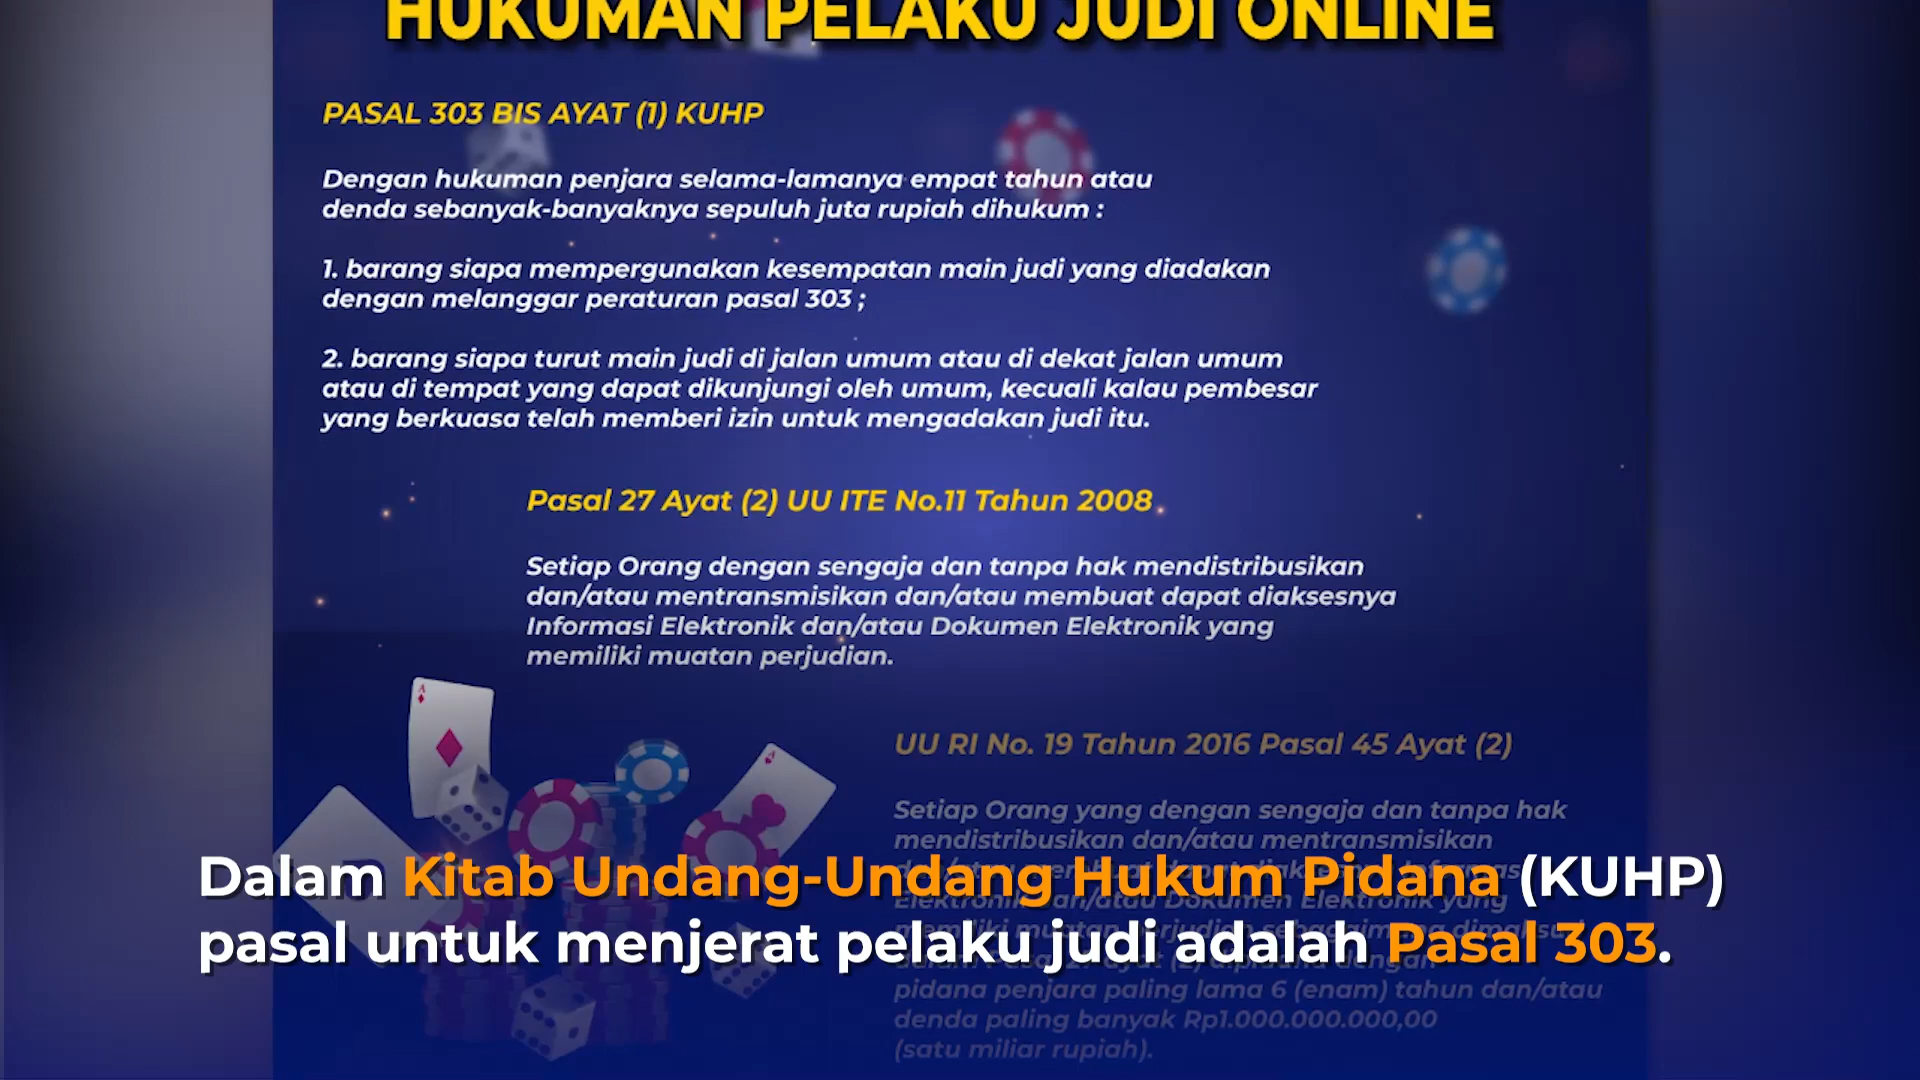 HUKUMAN PELAKU JUDI ONLINE
PASAL 303 BIS AYAT (1) KUHP
Dengan hukuman penjara selama-lamanya empat tahun atau
denda sebanyak-banyaknya sepuluh juta rupiah dihukum :
1. barang siapa mempergunakan kesempatan main judi yang diadakan
dengan melanggar peraturan pasal 303 ;
2. barang siapa turut main judi di jalan umum atau di dekat jalan umum
atau di tempat yang dapat dikunjungi oleh umum, kecuali kalau pembesar
yang berkuasa telah memberi izin untuk mengadakan judi itu.
Pasal 27 Ayat (2) UU ITE No.11 Tahun 2008
Setiap Orang dengan sengaja dan tanpa hak mendistribusikan
dan/atau mentransmisikan dan/atau membuat dapat diaksesnya
Informasi Elektronik dan/atau Dokumen Elektronik yang
memiliki muatan perjudian.
UU RI No. 19 Tahun 2016 Pasal 45 Ayat (2)
Setiap Orang yang dengan sengaja dan tanpa hak
mendistribusikan dan/atau mentransmisikan
Elektronik dan/atau Dokumen Elektronik yang
pidana penjara paling lama 6 (enam) tahun dan/atau
denda paling banyak Rp1.000.000.000,00
(satu miliar rupiah).
Dalam Kitab Undang-Undang Hukum Pidana (KUHP)
pasal untuk menjerat pelaku judi adalah Pasal 303.